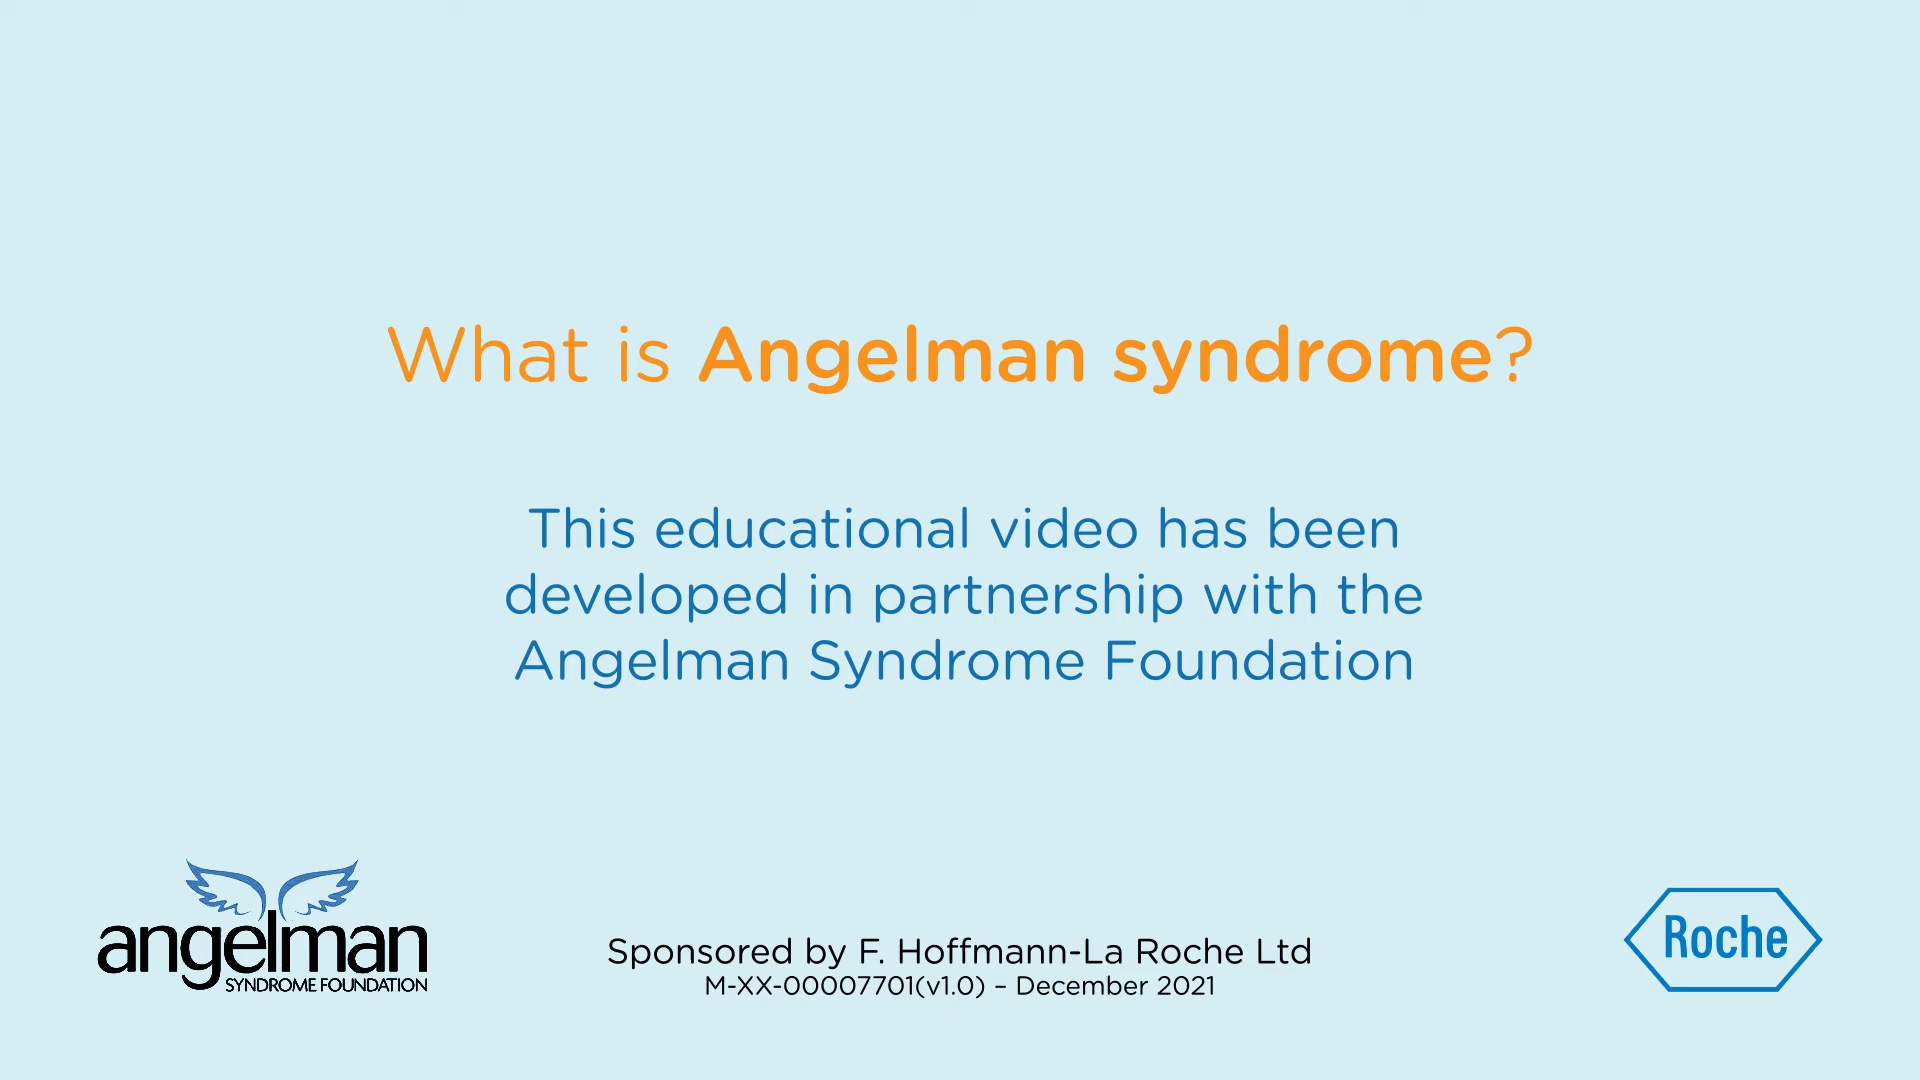 What is Angelman syndrome?
This educational video has been
developed in partnership with the
Angelman Syndrome Foundation
angelman
SYNDROME FOUNDATION
Sponsored by F. Hoffmann-La Roche Ltd
M-XX-00007701(v1.0) – December 2021
Roche